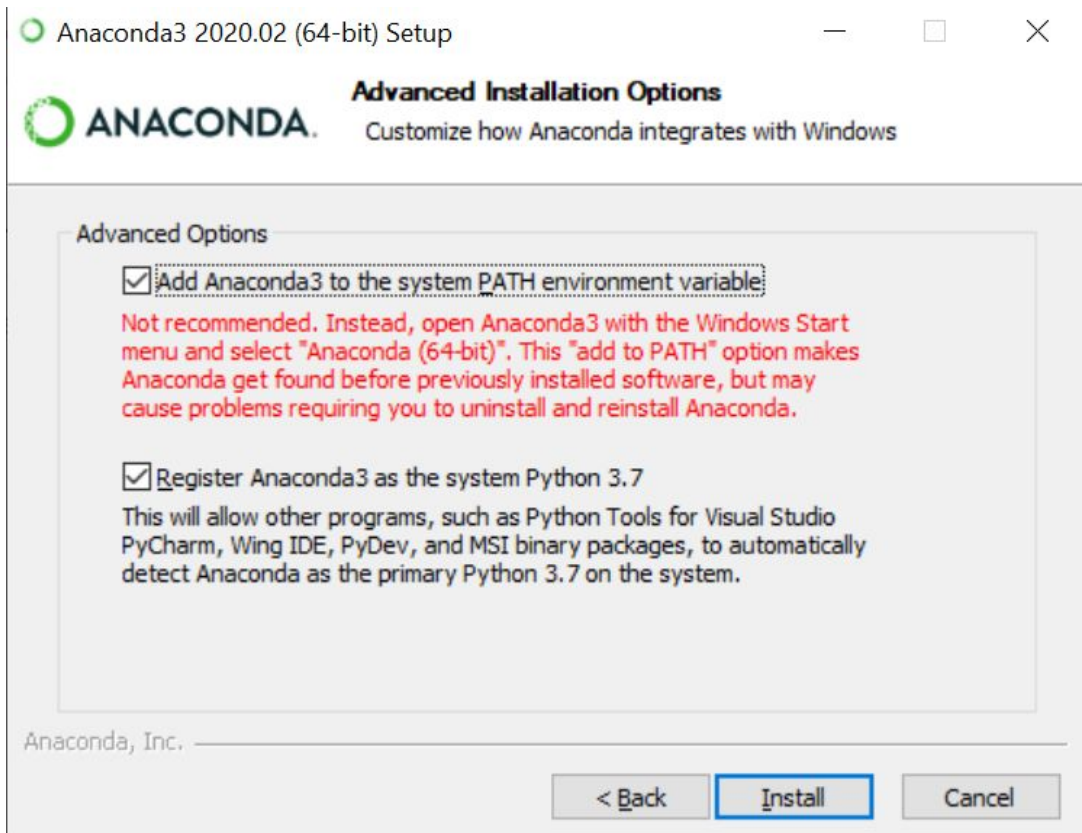 Anaconda3 2020.02 (64-bit) Setup
ANACONDA.
Advanced Installation Options
Customize how Anaconda integrates with Windows
Advanced Options
Add Anaconda3 to the system PATH environment variable
Not recommended. Instead, open Anaconda3 with the Windows Start
menu and select "Anaconda (64-bit)". This "add to PATH" option makes
Anaconda get found before previously installed software, but may
cause problems requiring you to uninstall and reinstall Anaconda.
Register Anaconda3 as the system Python 3.7
This will allow other programs, such as Python Tools for Visual Studio
PyCharm, Wing IDE, PyDev, and MSI binary packages, to automatically
detect Anaconda as the primary Python 3.7 on the system.
Anaconda, Inc.
< Back
Install
Cancel